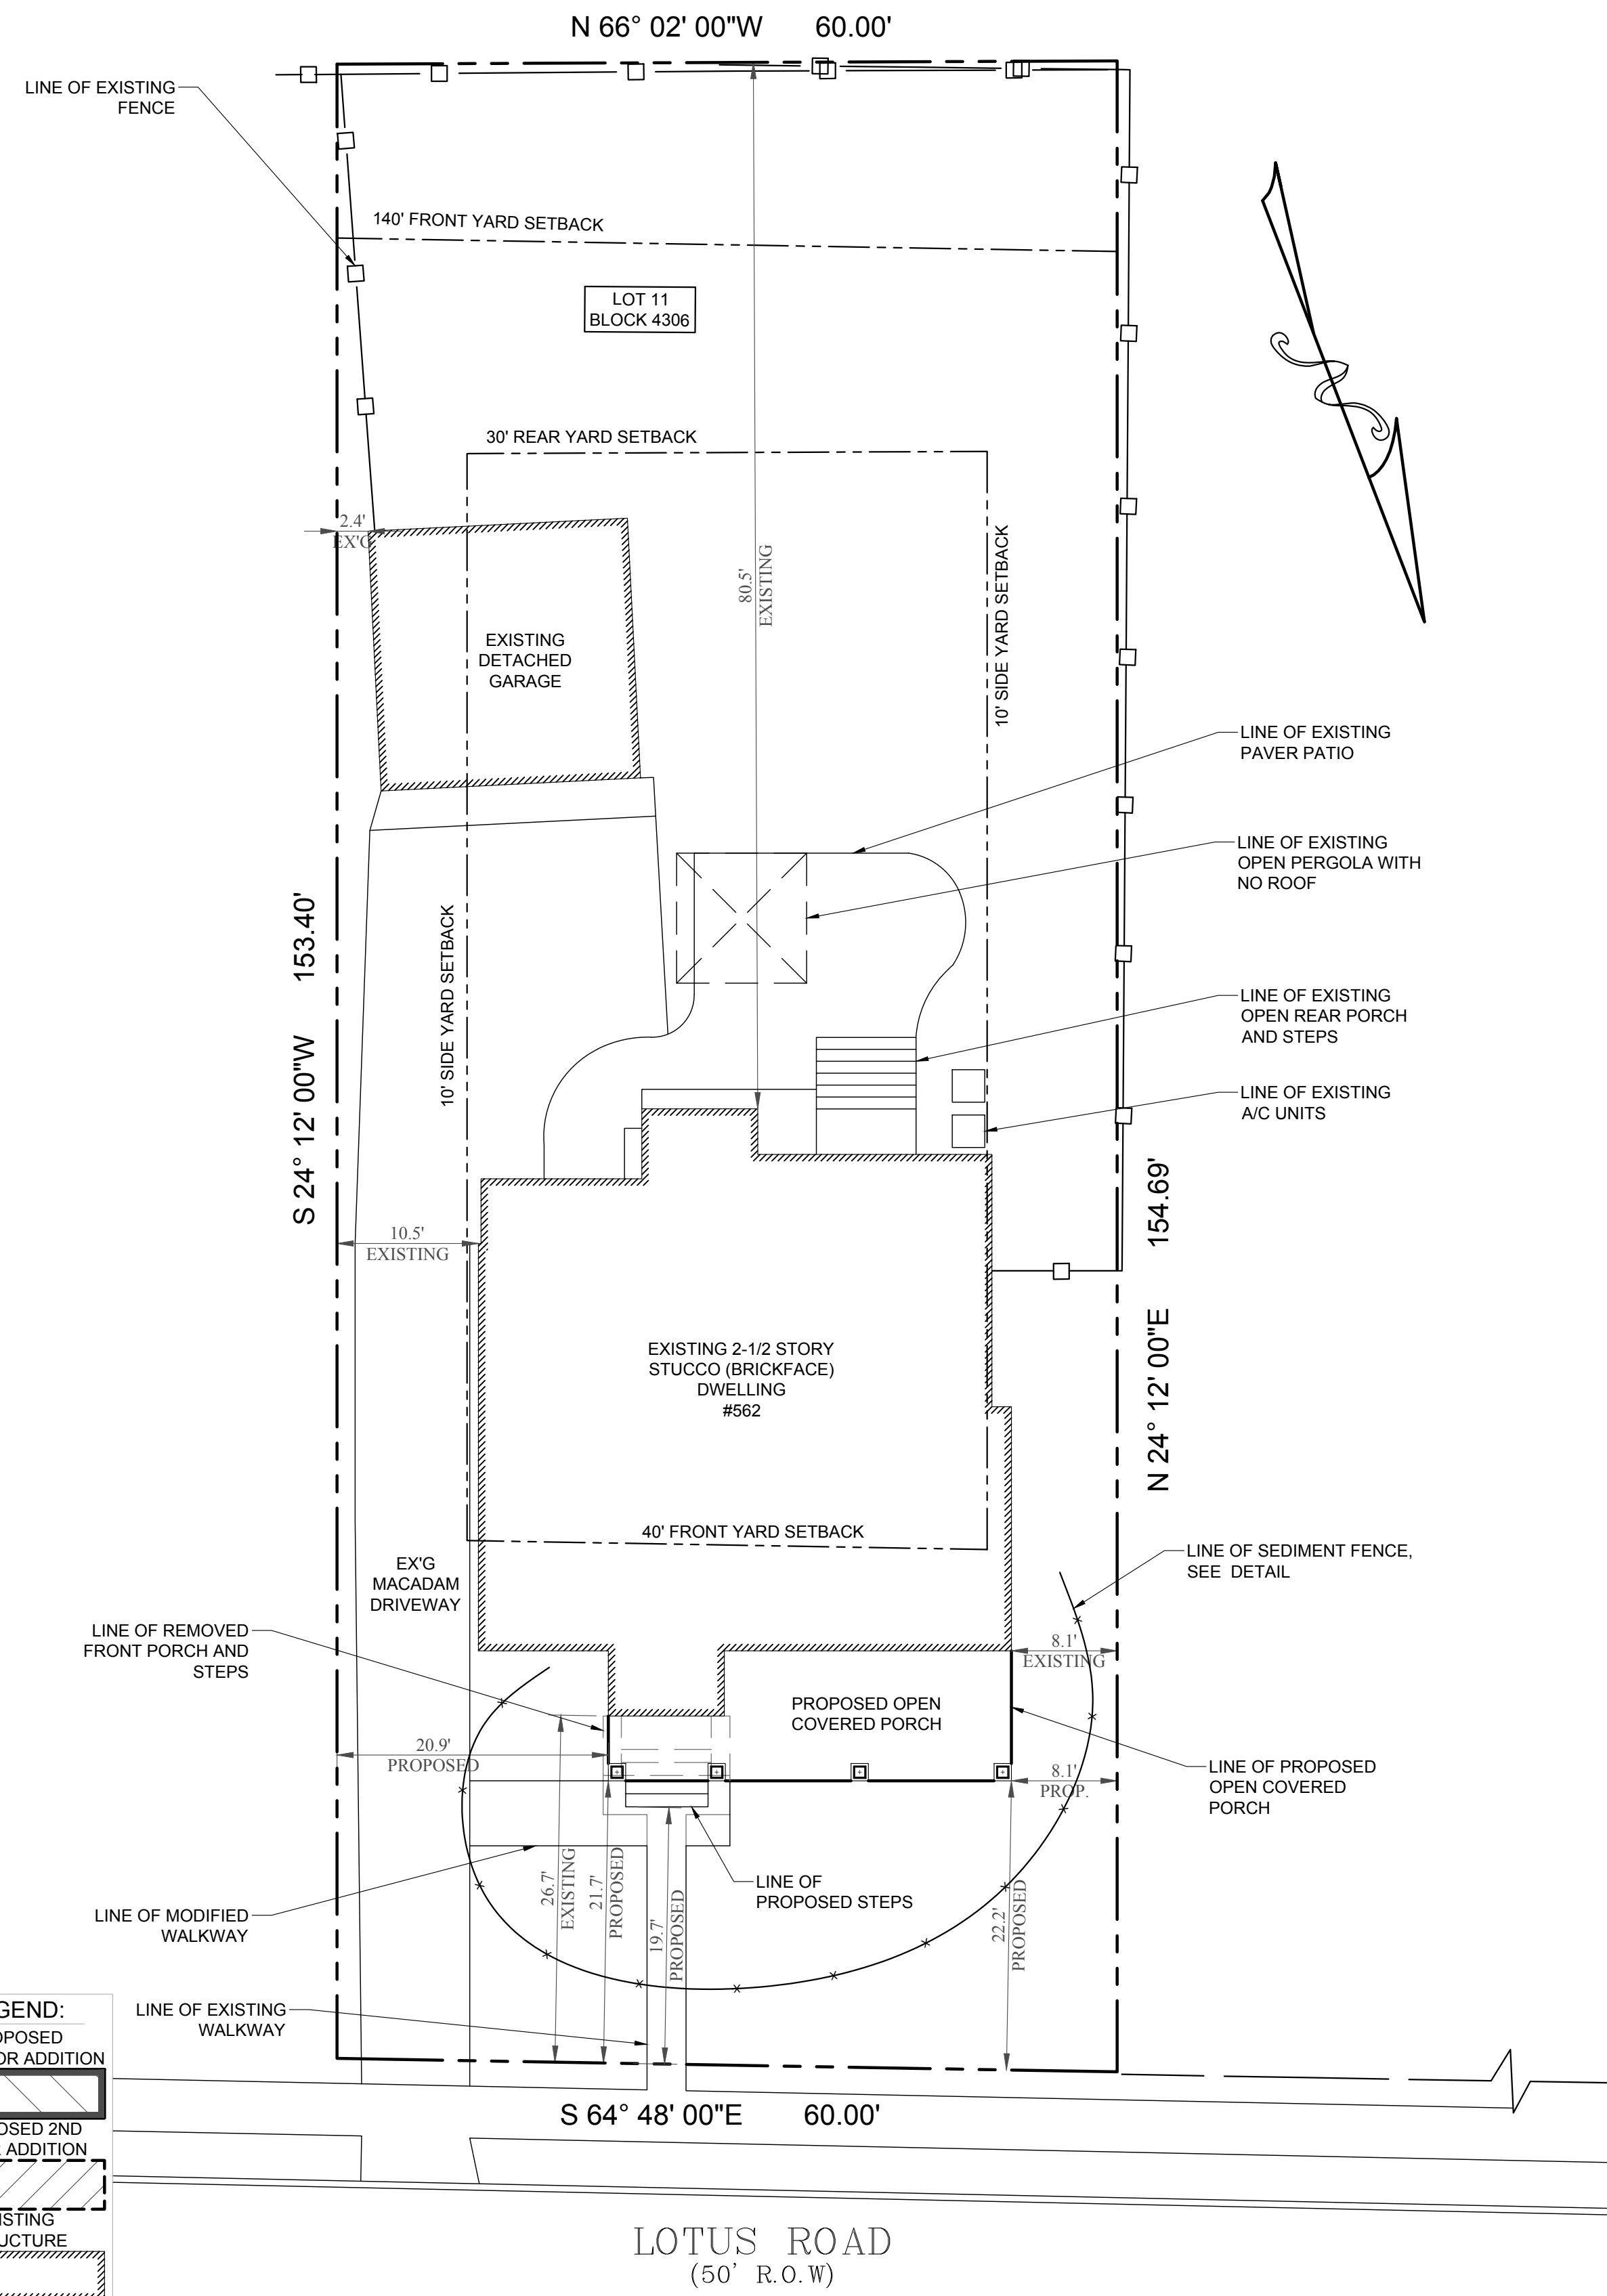 N 66° 02' 00"W 60.00'
LINE OF EXISTING
FENCE
140' FRONT YARD SETBACK
LOT 11
BLOCK 4306
30' REAR YARD SETBACK
2.4'
EX'G
80.5'
EXISTING
10' SIDE YARD SETBACK
EXISTING
DETACHED
GARAGE
LINE OF EXISTING
PAVER PATIO
LINE OF EXISTING
OPEN PERGOLA WITH
NO ROOF
S 24° 12' 00"W 153.40'
10' SIDE YARD SETBACK
LINE OF EXISTING
OPEN REAR PORCH
AND STEPS
LINE OF EXISTING
A/C UNITS
10.5'
EXISTING
N 24° 12' 00"E 154.69'
EXISTING 2-1/2 STORY
STUCCO (BRICKFACE)
DWELLING
#562
40' FRONT YARD SETBACK
EX'G
MACADAM
DRIVEWAY
LINE OF SEDIMENT FENCE,
SEE DETAIL
LINE OF REMOVED
FRONT PORCH AND
STEPS
8.1'
EXISTING
PROPOSED OPEN
COVERED PORCH
20.9'
PROPOSED
8.1'
PROP.
LINE OF PROPOSED
OPEN COVERED
PORCH
26.7'
EXISTING
21.7'
PROPOSED
19.7'
PROPOSED
LINE OF
PROPOSED STEPS
22.2'
PROPOSED
LINE OF MODIFIED
WALKWAY
LINE OF EXISTING
WALKWAY
GEND:
OPOSED
OR ADDITION
OSED 2ND
R ADDITION
ISTING
UCTURE
S 64° 48' 00"E 60.00'
LOTUS ROAD
(50' R.O.W)